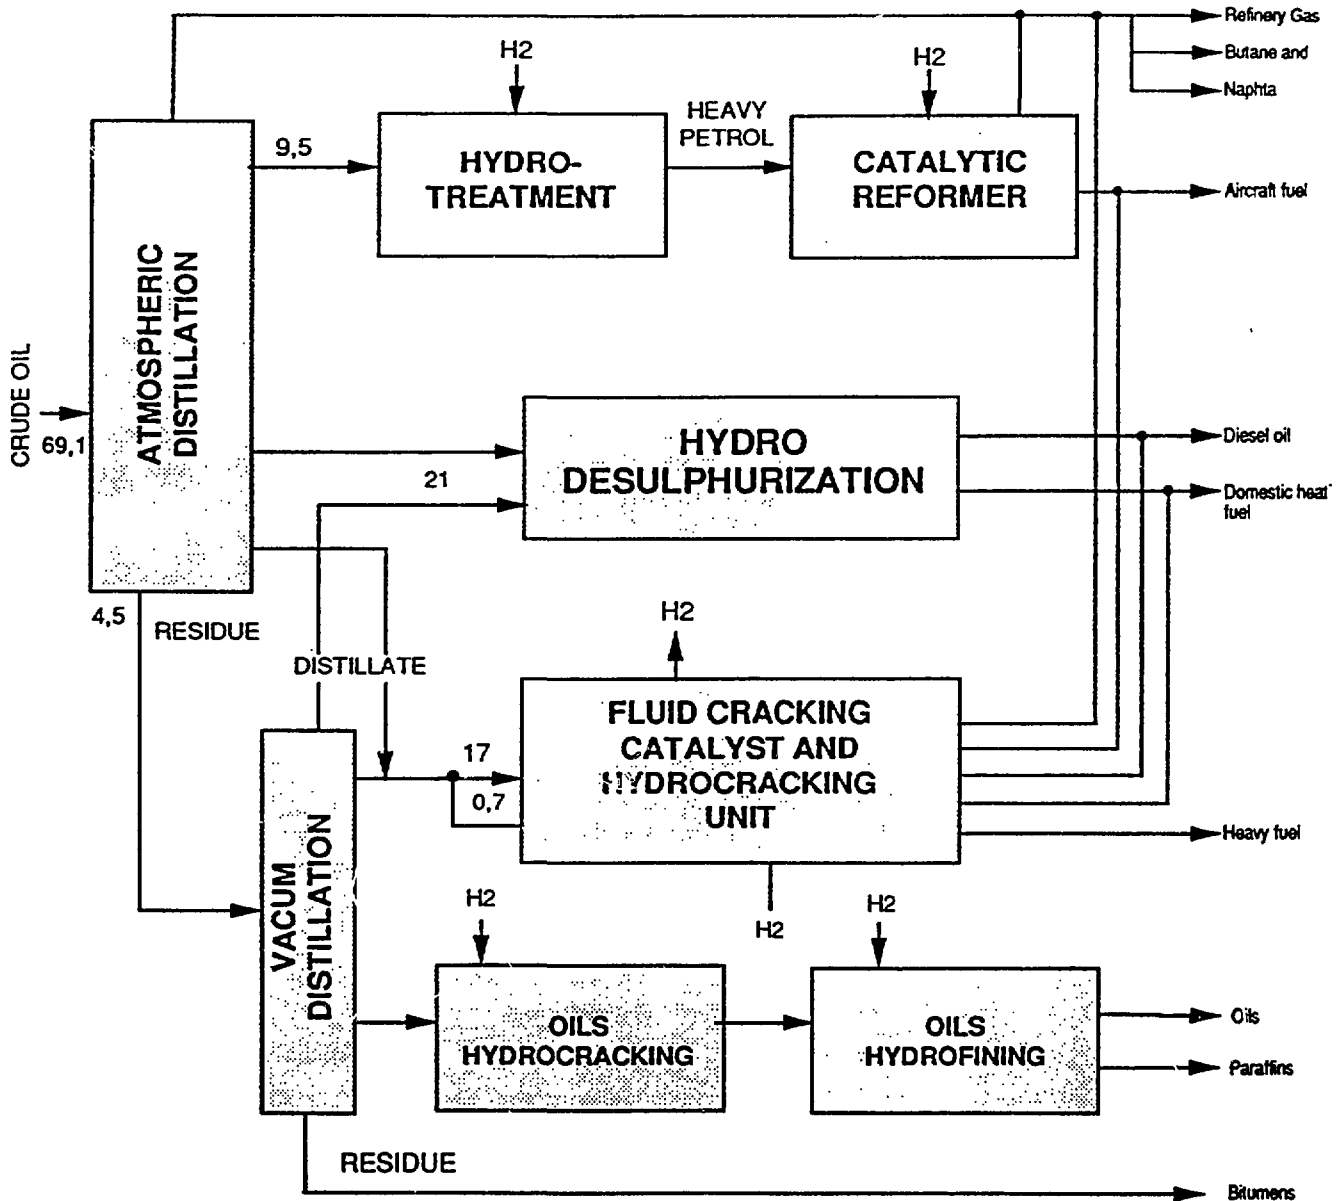 Refinery Gas
H2
H2
Butane and
Naphta
9,5
HYDRO-
TREATMENT
HEAVY
PETROL
CATALYTIC
REFORMER
Aircraft fuel
ATMOSPHERIC
DISTILLATION
CRUDE OIL
69,1
HYDRO
DESULPHURIZATION
21
Diesel oil
Domestic heat
fuel
4,5
RESIDUE
DISTILLATE
H2
FLUID CRACKING
CATALYST AND
HYDROCRACKING
UNIT
17
0,7
Heavy fuel
VACUM
DISTILLATION
H2
H2
H2
OILS
HYDROCRACKING
OILS
HYDROFINING
Oils
Paraffins
RESIDUE
Bitumens